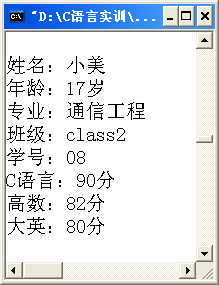 "D:\C语言实训\...
姓名：小美
年龄：17岁
专业：通信工程
班级：class2
学号：08
C语言：90分
高数：82分
大英：80分